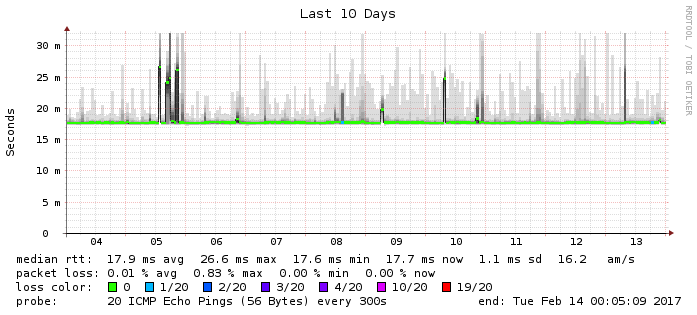 Last 10 Days
RRDTOOL / TOBI OETIKER
Seconds
30 m
25 m
20 m
15 m
10 m
5 m
0
04 05 06 07 08 09 10 11 12 13
median rtt: 17.9 ms avg 26.6 ms max 17.6 ms min 17.7 ms now 1.1 ms sd 16.2 am/s
packet loss: 0.01 % avg 0.83 % max 0.00 % min 0.00 % now
loss color: 0 1/20 2/20 3/20 4/20 10/20 19/20
probe: 20 ICMP Echo Pings (56 Bytes) every 300s end: Tue Feb 14 00:05:09 2017